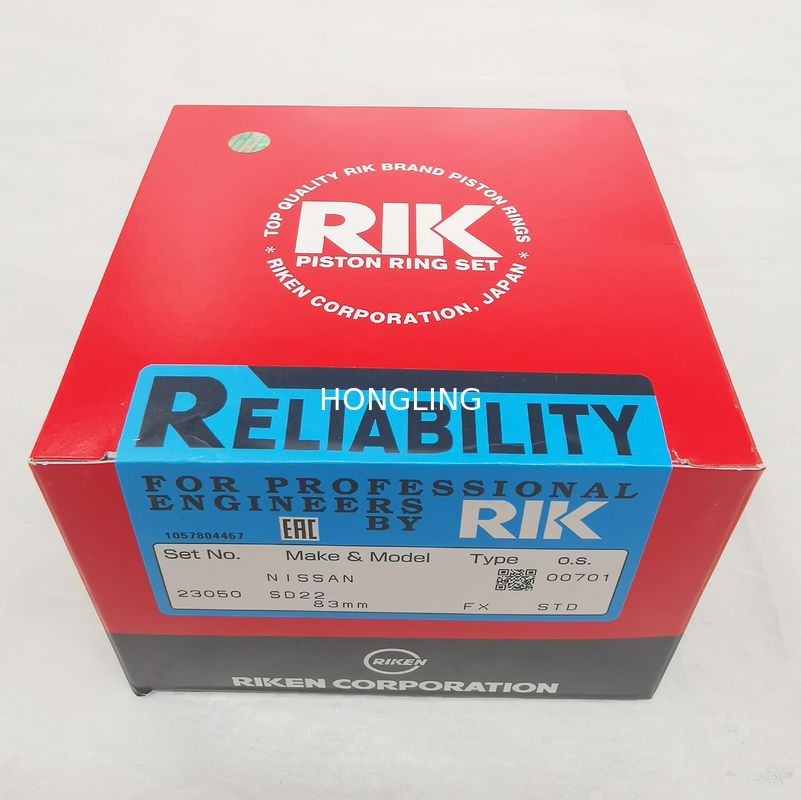 * TOP QUALITY RIK BRAND PISTON RINGS *
RIK
PISTON RING SET
RIKEN CORPORATION, JAPAN
HONGLING
RELIABILITY
FOR PROFESSIONAL
ENGINEERS
BY RIK
1057804467 EAC
Set No. Make & Model Type o.s.
NISSAN 00701
23050 SD22
83mm FX STD
RIKEN
RIKEN CORPORATION